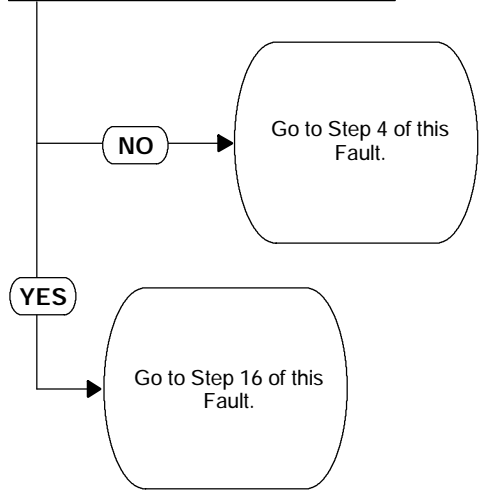 NO
Go to Step 4 of this
Fault.
YES
Go to Step 16 of this
Fault.